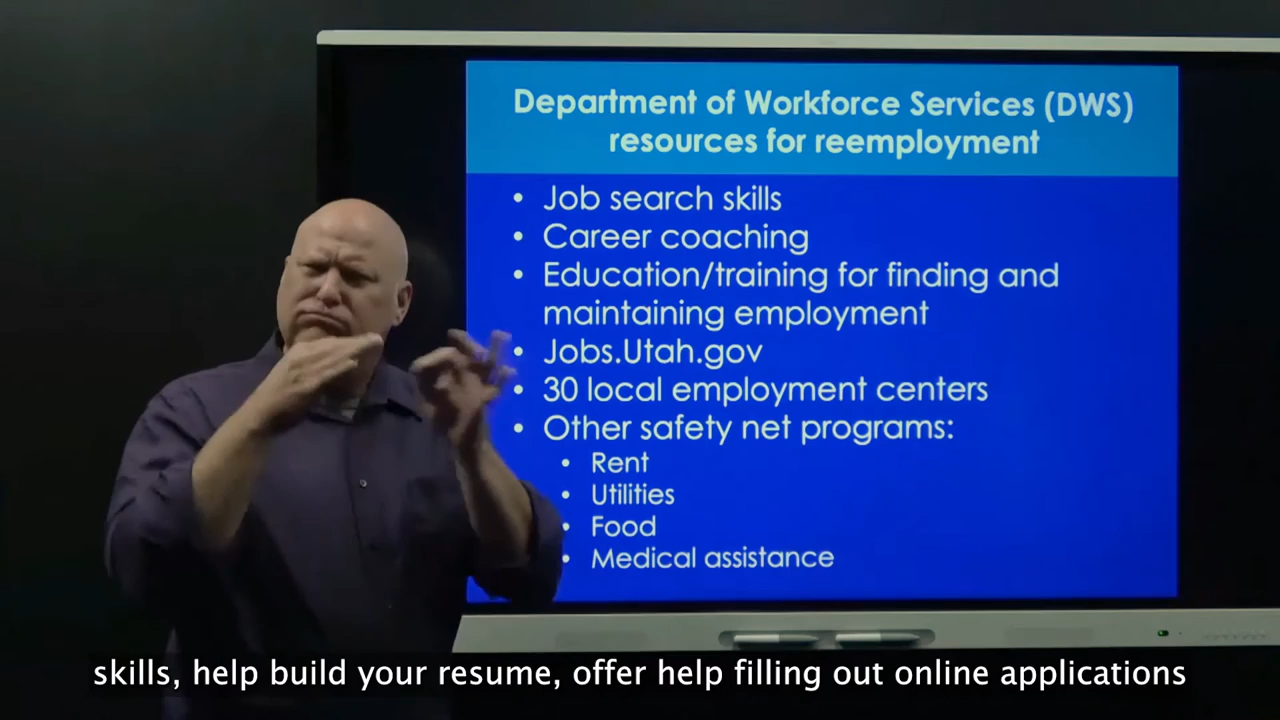 Department of Workforce Services (DWS)
resources for reemployment
• Job search skills
• Career coaching
• Education/training for finding and
maintaining employment
• Jobs.Utah.gov
• 30 local employment centers
• Other safety net programs:
• Rent
• Utilities
• Food
• Medical assistance
skills, help build your resume, offer help filling out online applications